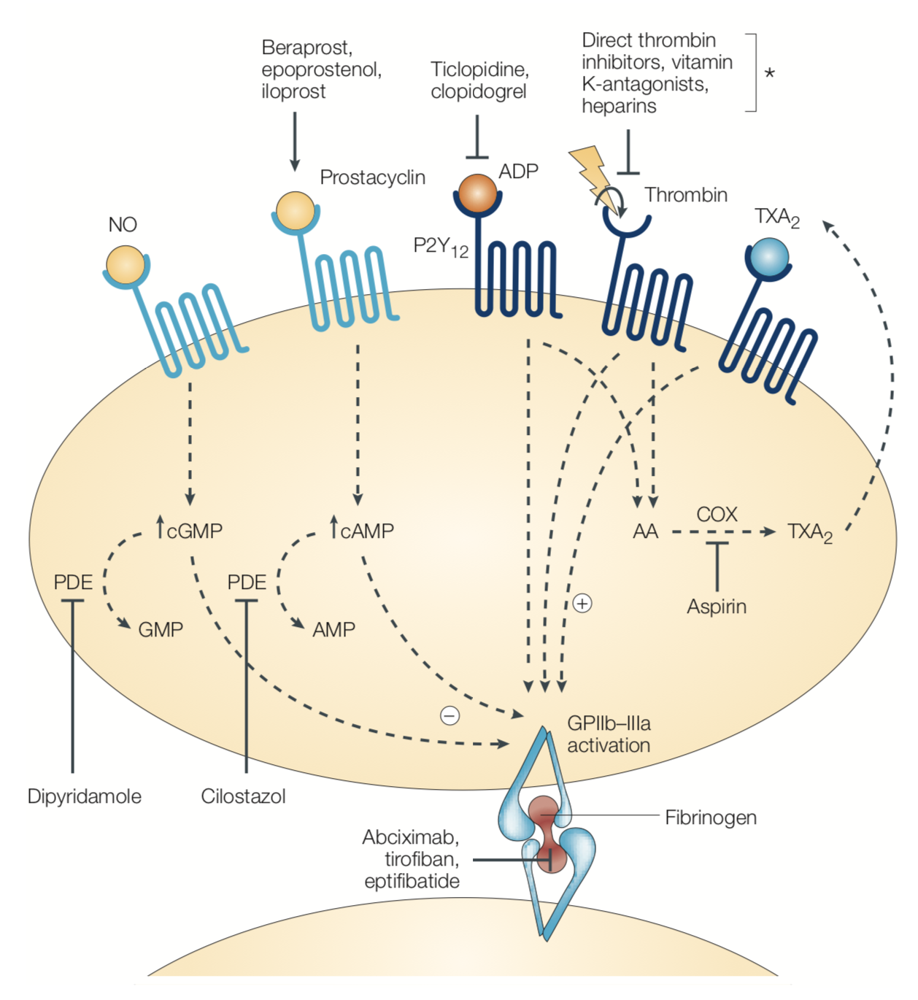 Beraprost,
epoprostenol,
iloprost
Ticlopidine,
clopidogrel
Direct thrombin
inhibitors, vitamin
K-antagonists,
heparins
*
Prostacyclin
ADP
Thrombin
NO
P2Y12
TXA2
cGMP
cAMP
AA
COX
TXA2
PDE
GMP
PDE
AMP
Aspirin
+
−
GPIIb–IIIa
activation
Dipyridamole
Cilostazol
Fibrinogen
Abciximab,
tirofiban,
eptifibatide